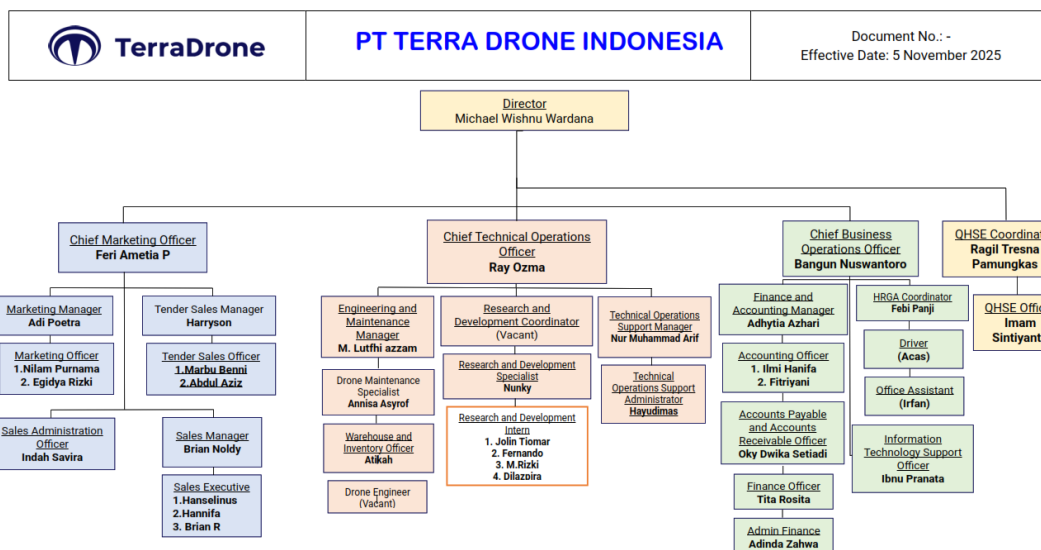 TerraDrone
PT TERRA DRONE INDONESIA
Document No.: -
Effective Date: 5 November 2025
Director
Michael Wishnu Wardana
Chief Marketing Officer
Feri Ametia P
Marketing Manager
Adi Poetra
Marketing Officer
1.Nilam Purnama
2. Egidya Rizki
Tender Sales Manager
Harryson
Tender Sales Officer
1.Marbu Benni
2.Abdul Aziz
Sales Administration
Officer
Indah Savira
Sales Manager
Brian Noldy
Sales Executive
1.Hanselinus
2.Hannifa
3. Brian R
Chief Technical Operations
Officer
Ray Ozma
Engineering and
Maintenance
Manager
M. Lutfhi azzam
Drone Maintenance
Specialist
Annisa Asyrof
Warehouse and
Inventory Officer
Atikah
Drone Engineer
(Vacant)
Research and
Development Coordinator
(Vacant)
Research and Development
Specialist
Nunky
Research and Development
Intern
1. Jolin Tiomar
2. Fernando
3. M.Rizki
4. Dilazpira
Technical Operations
Support Manager
Nur Muhammad Arif
Technical
Operations Support
Administrator
Hayudimas
Chief Business
Operations Officer
Bangun Nuswantoro
Finance and
Accounting Manager
Adhytia Azhari
Accounting Officer
1. Ilmi Hanifa
2. Fitriyani
Accounts Payable
and Accounts
Receivable Officer
Oky Dwika Setiadi
Finance Officer
Tita Rosita
Admin Finance
Adinda Zahwa
HRGA Coordinator
Febi Panji
Driver
(Acas)
Office Assistant
(Irfan)
Information
Technology Support
Officer
Ibnu Pranata
QHSE
Ragil Tresna
Pamungkas
QHSE
Imam